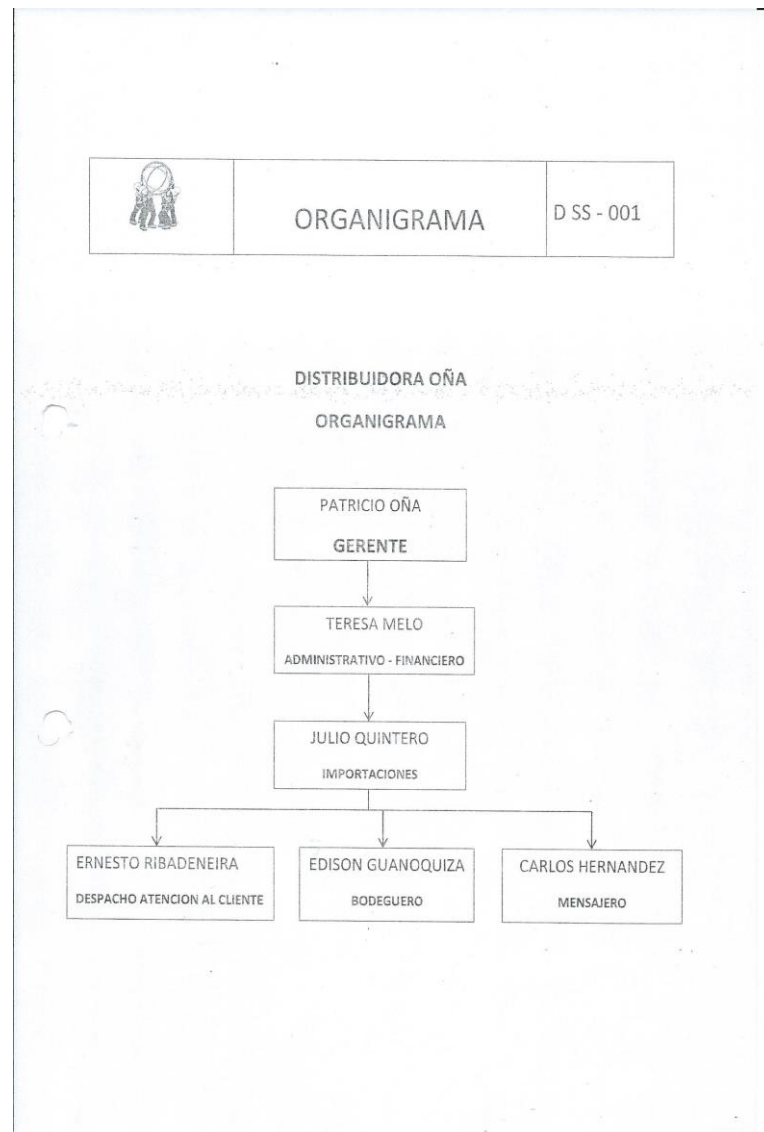 ORGANIGRAMA
D SS - 001
DISTRIBUIDORA OÑA
ORGANIGRAMA
PATRICIO OÑA
GERENTE
TERESA MELO
ADMINISTRATIVO - FINANCIERO
JULIO QUINTERO
IMPORTACIONES
ERNESTO RIBADENEIRA
DESPACHO ATENCION AL CLIENTE
EDISON GUANOQUIZA
BODEGUERO
CARLOS HERNANDEZ
MENSAJERO